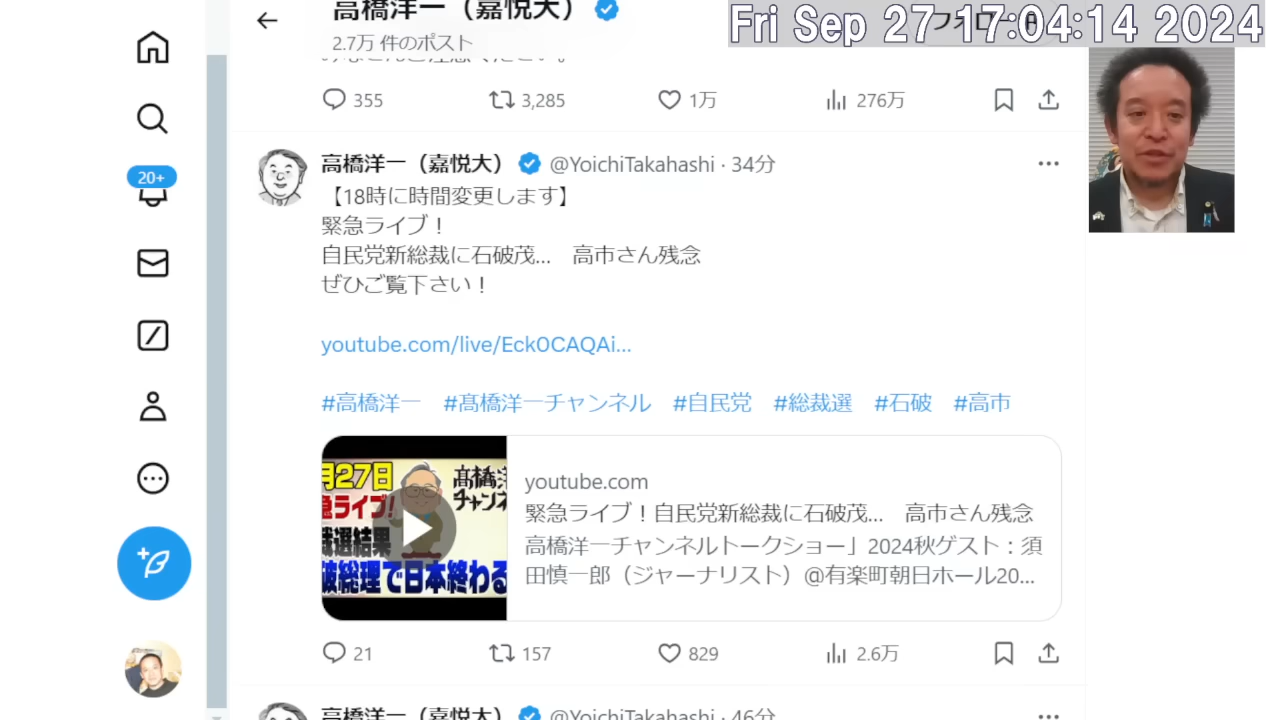 高橋洋一（嘉悦大）
2.7万 件のポスト
Fri Sep 27 17:04:14 2024
355 3,285 1万 276万
高橋洋一（嘉悦大） @YoichiTakahashi · 34分
【18時に時間変更します】
緊急ライブ！
自民党新総裁に石破茂… 高市さん残念
ぜひご覧下さい！
20+
youtube.com/live/Eck0CAQAi…
#高橋洋一 #髙橋洋一チャンネル #自民党 #総裁選 #石破 #高市
月27日
急ライブ!
裁選結果
破総理で日本終わる
髙橋洋
チャンネ
youtube.com
緊急ライブ！自民党新総裁に石破茂… 高市さん残念
高橋洋一チャンネルトークショー」2024秋ゲスト：須
田慎一郎（ジャーナリスト）@有楽町朝日ホール20…
21 157 829 2.6万
高橋洋一（嘉悦大） @YoichiTakahashi · 46分